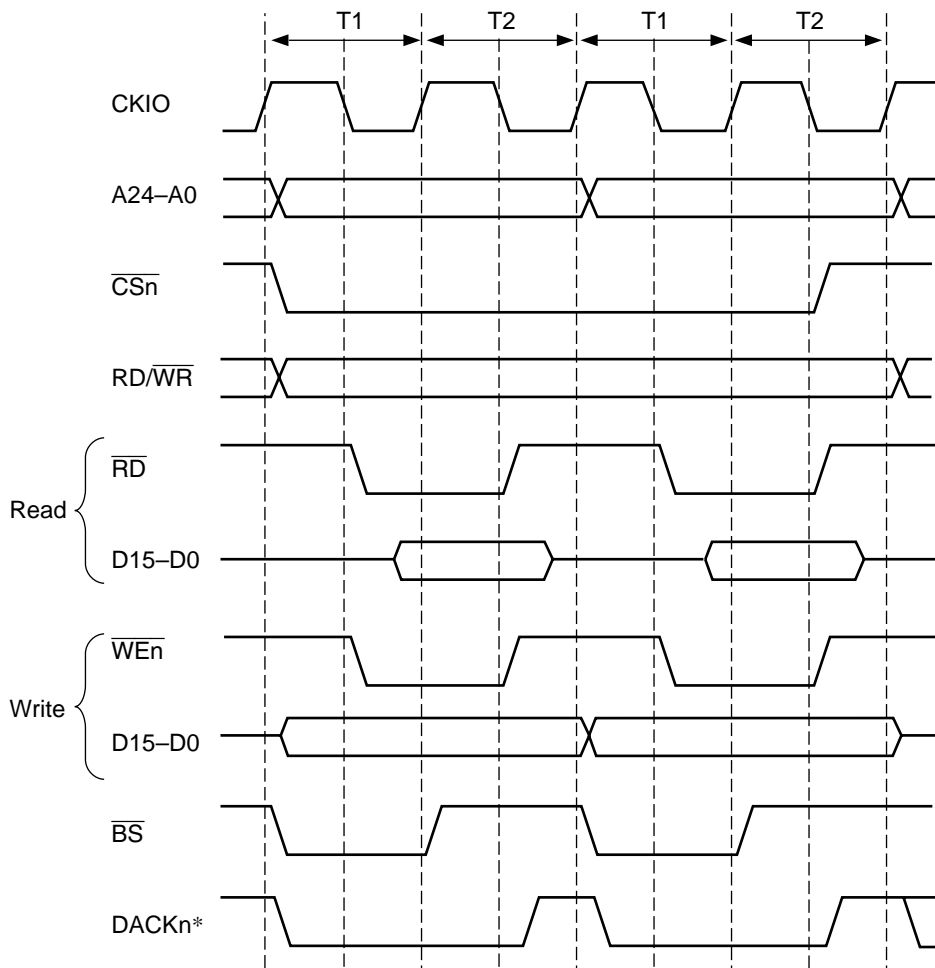 T1 T2 T1 T2
CKIO
A24–A0
CSn
RD/WR
RD
Read
D15–D0
WEn
Write
D15–D0
BS
DACKn*